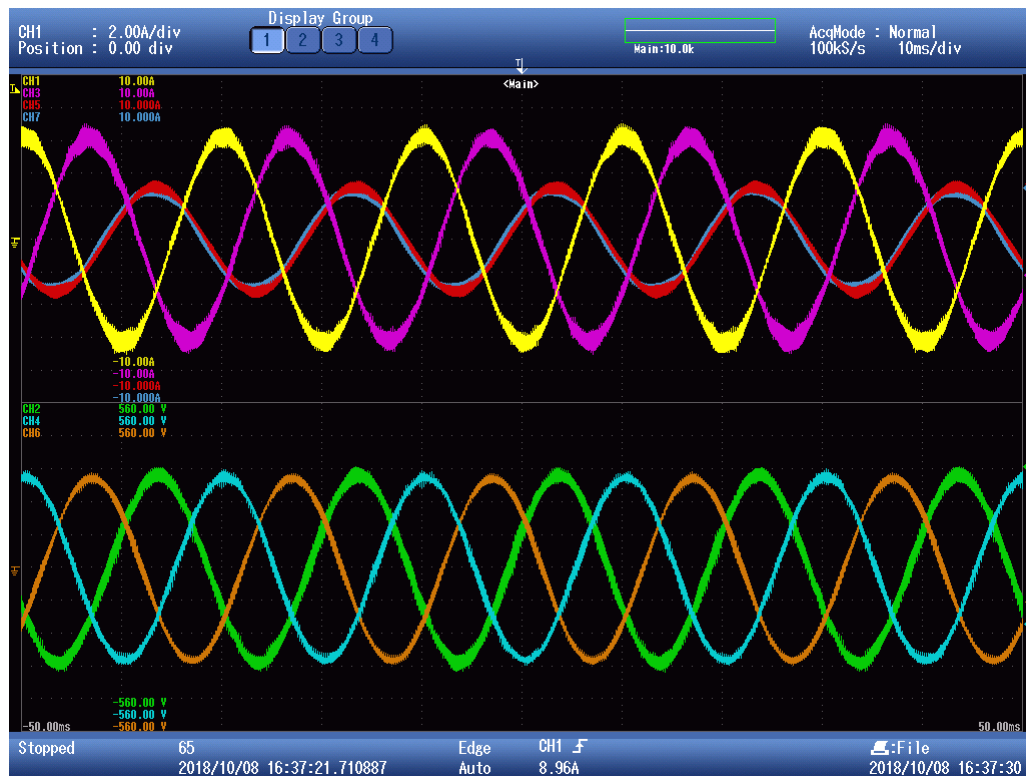 Display Group
CH1 : 2.00A/div
1 2 3 4
Position : 0.00 div
Main:10.0k
AcqMode : Normal
100kS/s 10ms/div
T
<Main>
CH1 10.00A
CH3 10.00A
CH5 10.000A
CH7 10.000A
-10.00A
-10.00A
-10.000A
-10.000A
CH2 560.00 V
CH4 560.00 V
CH6 560.00 V
-560.00 V
-560.00 V
-560.00 V
-50.00ms
50.00ms
Stopped 65
Edge CH1
:File
2018/10/08 16:37:21.710887
Auto 8.96A
2018/10/08 16:37:30